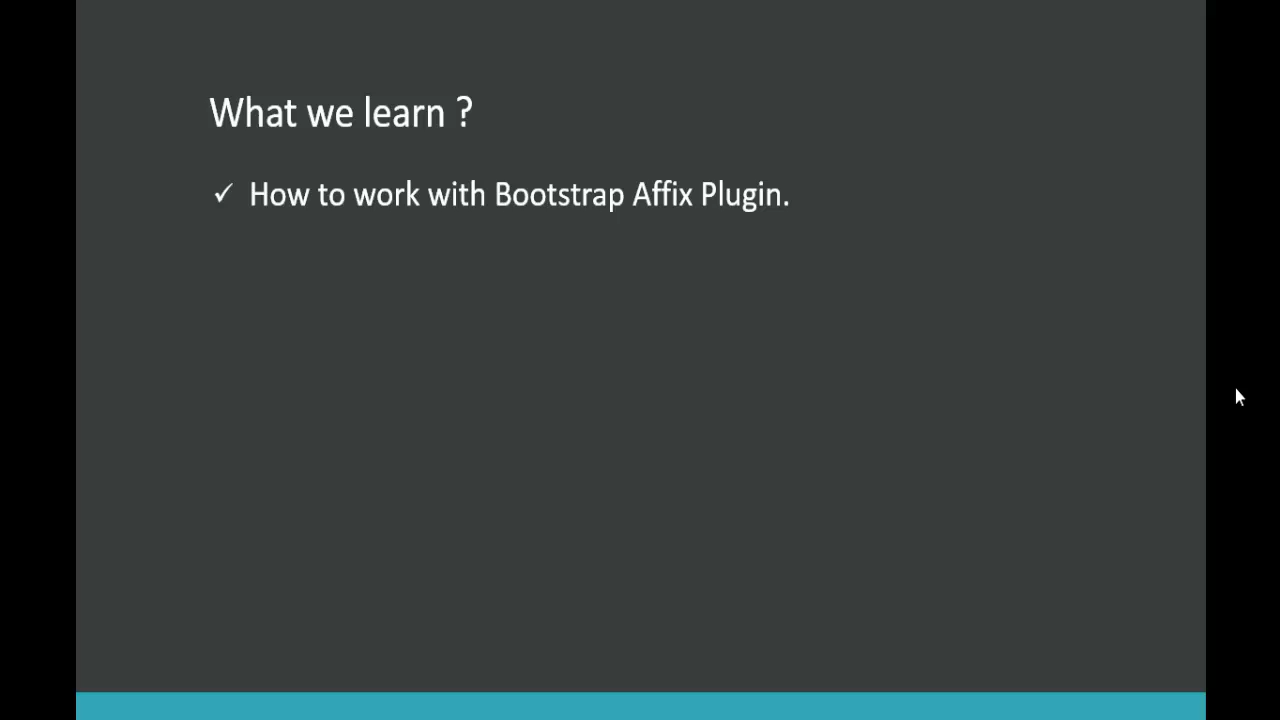 What we learn ?
✓ How to work with Bootstrap Affix Plugin.